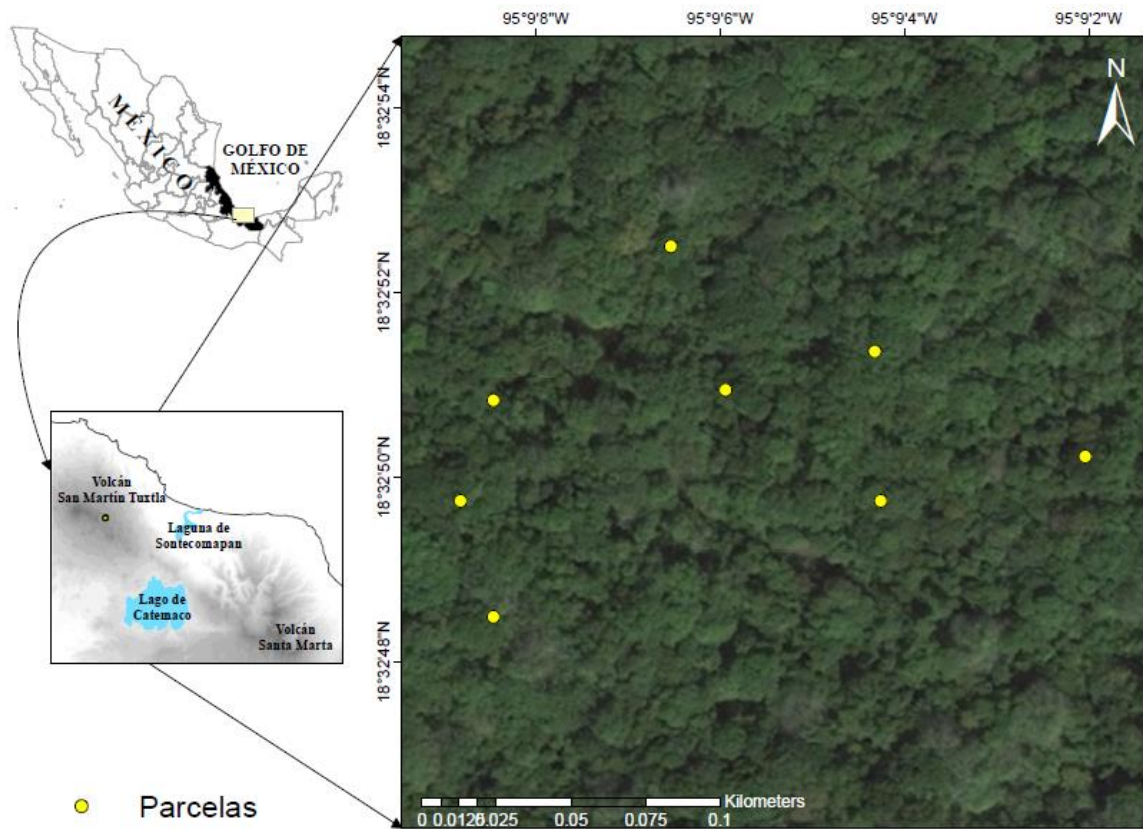 95°9'8"W 95°9'6"W 95°9'4"W 95°9'2"W
N
18°32'54"N
18°32'52"N
18°32'50"N
18°32'48"N
MÉXICO
GOLFO DE
MÉXICO
Volcán
San Martín Tuxtla
Laguna de
Sontecomapan
Lago de
Catemaco
Volcán
Santa Marta
Parcelas
Kilometers
0 0.0125 0.025 0.05 0.075 0.1